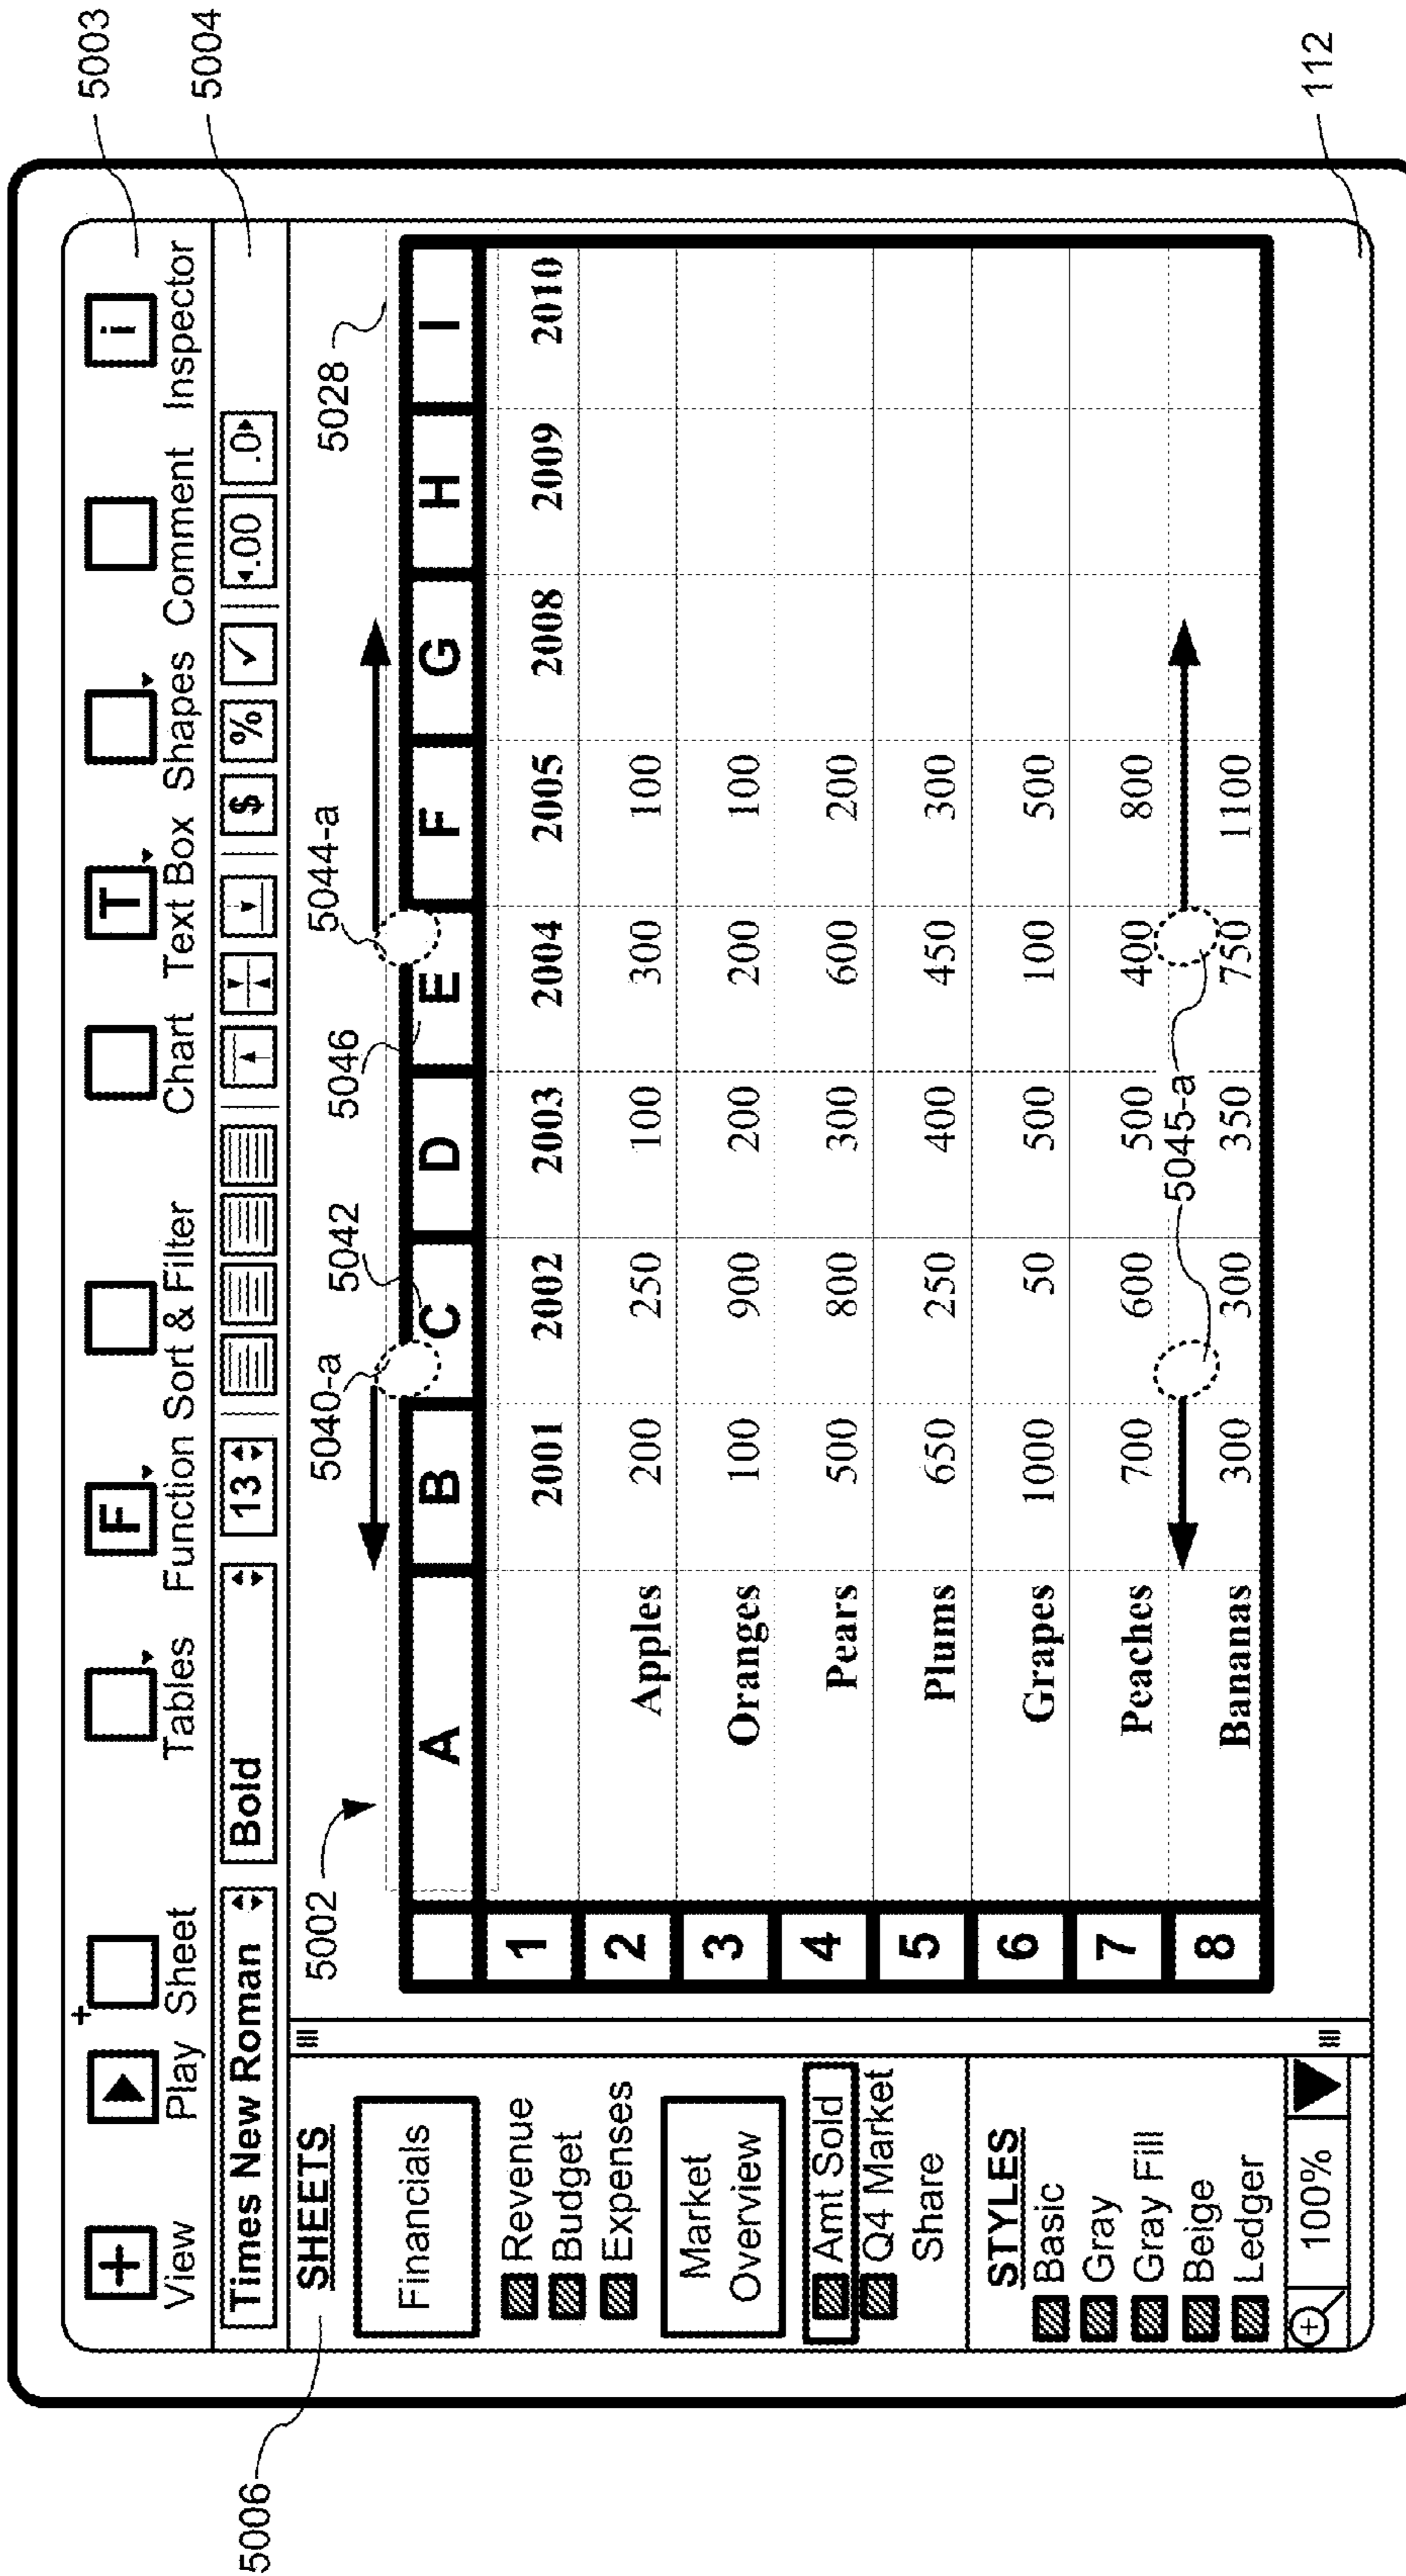 5003
5004
View Play Sheet Tables Function Sort & Filter Chart Text Box Shapes Comment Inspector
+ + F T i
Times New Roman Bold 13 $ % ✓ .00 .0
5006
SHEETS
Financials
Revenue
Budget
Expenses
Market
Overview
Amt Sold
Q4 Market
Share
STYLES
Basic
Gray
Gray Fill
Beige
Ledger
100%
5002 5040-a 5042 5046 5044-a 5028
A B C D E F G H I
1 2001 2002 2003 2004 2005 2008 2009 2010
2 Apples 200 250 100 300 100
3 Oranges 100 900 200 200 100
4 Pears 500 800 300 600 200
5 Plums 650 250 400 450 300
6 Grapes 1000 50 500 100 500
7 Peaches 700 600 500 400 800
5045-a
8 Bananas 300 300 350 750 1100
112